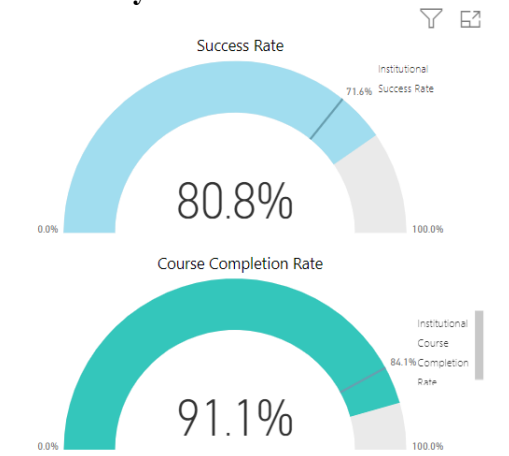 Success Rate
Institutional
71.6% Success Rate
80.8%
0.0% 100.0%
Course Completion Rate
Institutional
Course
84.1% Completion
Rate
91.1%
0.0% 100.0%